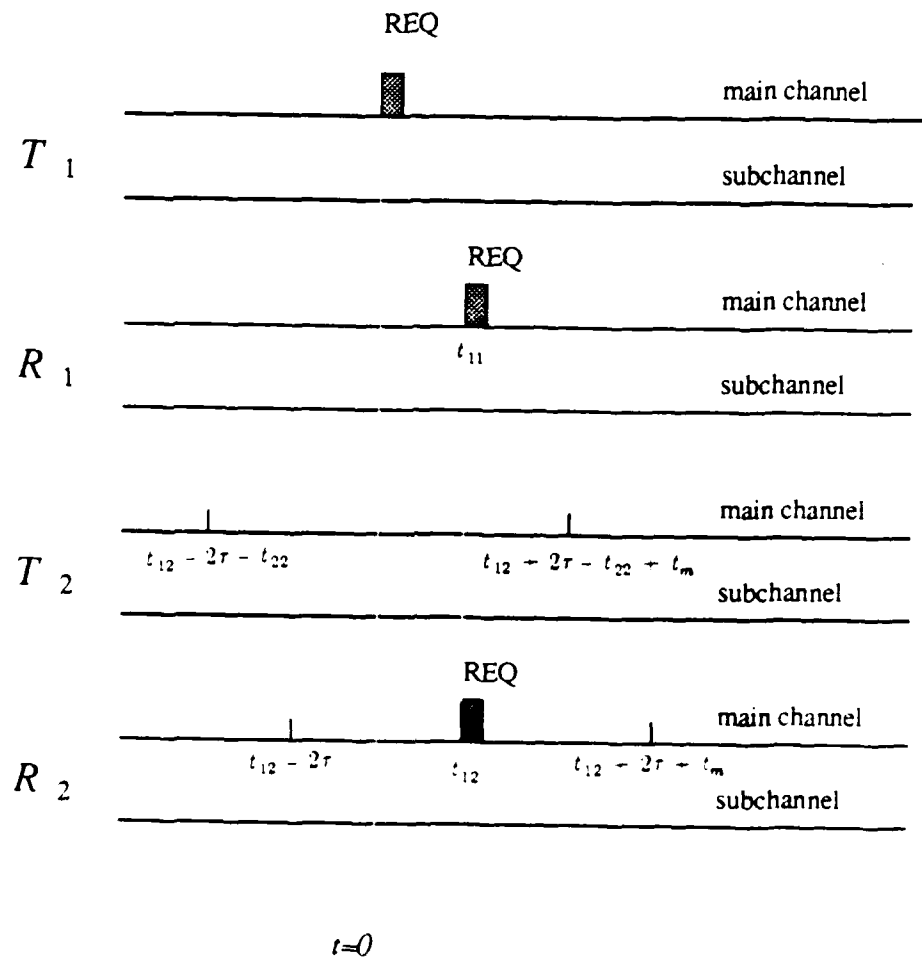 REQ
main channel
T 1
subchannel
REQ
main channel
t11
R 1
subchannel
main channel
t12 - 2τ - t22
t12 + 2τ - t22 + tm
T 2
subchannel
REQ
main channel
t12 - 2τ
t12
t12 + 2τ + tm
R 2
subchannel
t=0